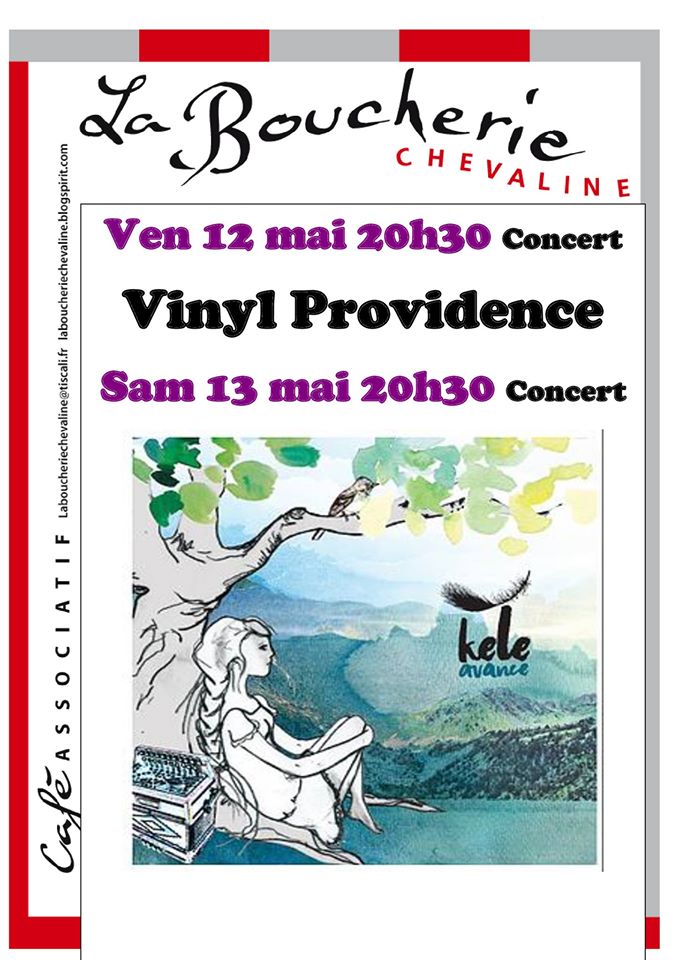 La Boucherie
CHEVALINE
Ven 12 mai 20h30 Concert
Vinyl Providence
Sam 13 mai 20h30 Concert
kele
avance
Café ASSOCIATIF Laboucheriechevaline@tiscali.fr laboucheriechevaline.blogspirit.com